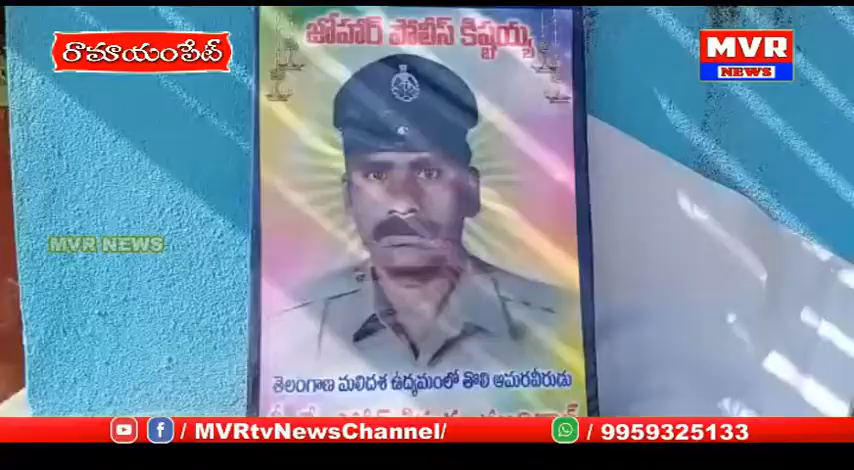 జోహార్ పోలీస్ కిష్టయ్య
రామాయంపేట్
MVR
NEWS
MVR NEWS
తెలంగాణ మలిదశ ఉద్యమంలో తొలి అమరవీరుడు
/ MVRtvNewsChannel/
/ 9959325133